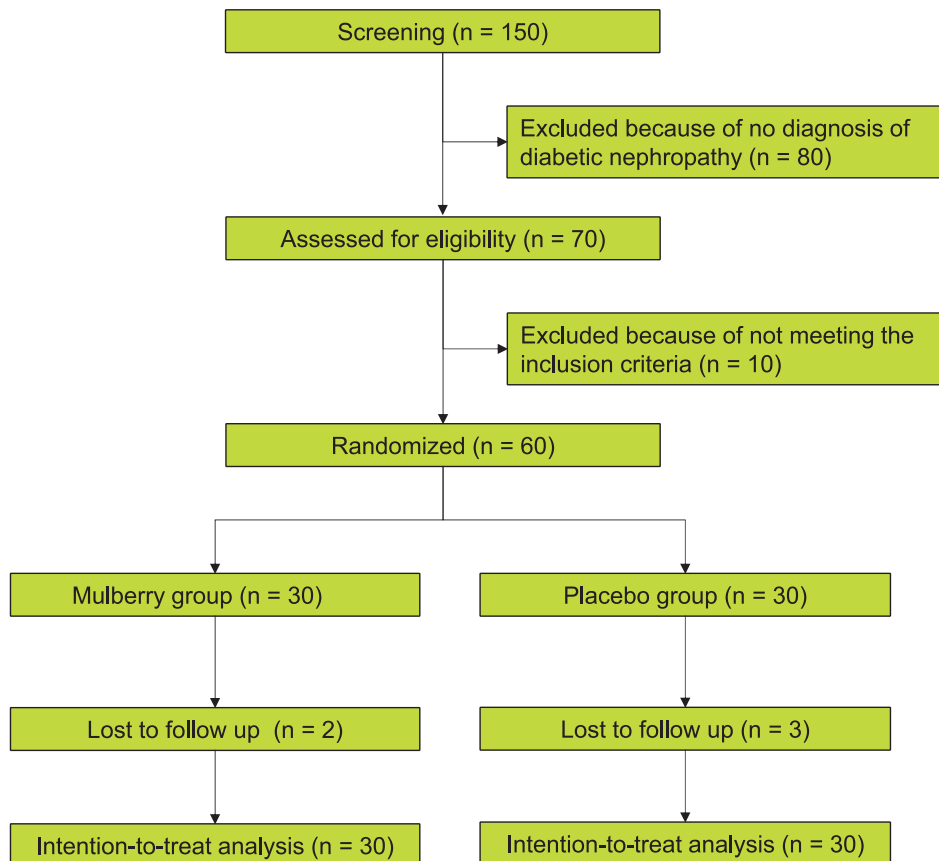 Screening (n = 150)
Excluded because of no diagnosis of
diabetic nephropathy (n = 80)
Assessed for eligibility (n = 70)
Excluded because of not meeting the
inclusion criteria (n = 10)
Randomized (n = 60)
Mulberry group (n = 30)
Placebo group (n = 30)
Lost to follow up (n = 2)
Lost to follow up (n = 3)
Intention-to-treat analysis (n = 30)
Intention-to-treat analysis (n = 30)